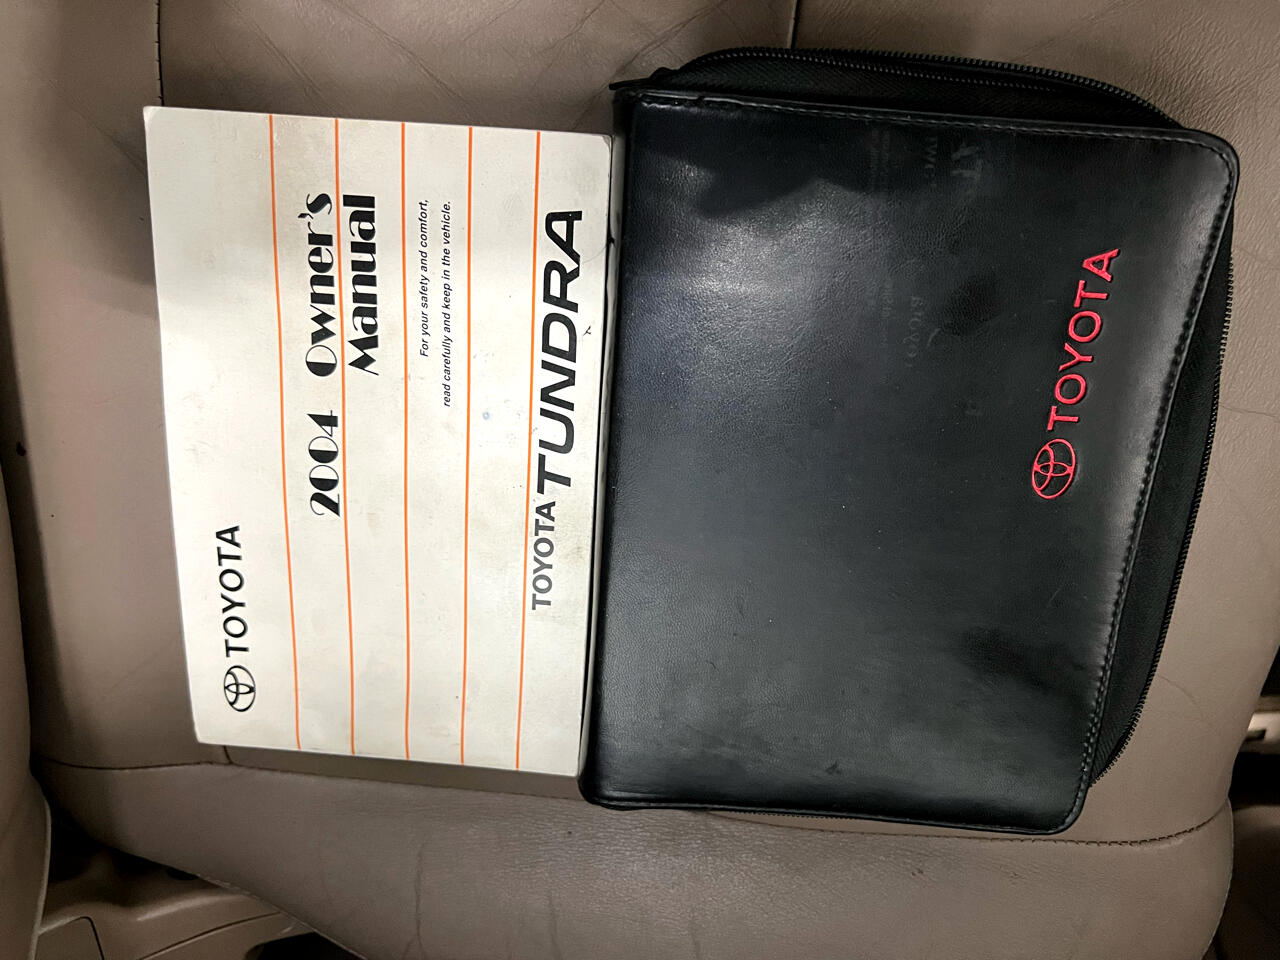 TOYOTA
2004 Owner's
Manual
For your safety and comfort,
read carefully and keep in the vehicle.
TOYOTA TUNDRA
TOYOTA